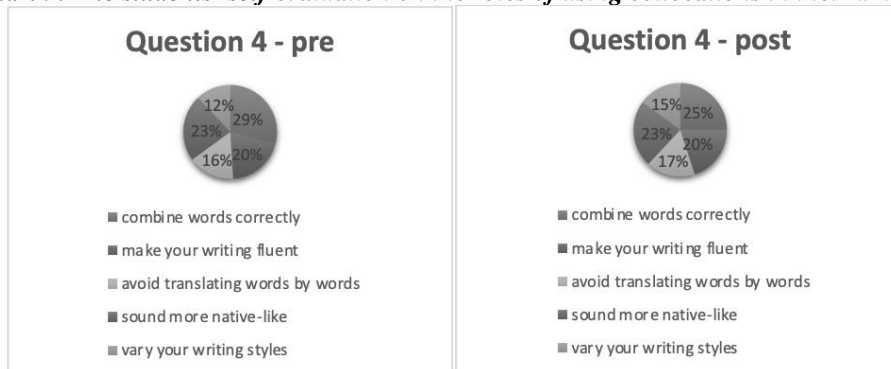 Question 4 - pre
12%
29%
23%
20%
16%
combine words correctly
make your writing fluent
avoid translating words by words
sound more native-like
vary your writing styles
Question 4 - post
15%
25%
23%
20%
17%
combine words correctly
make your writing fluent
avoid translating words by words
sound more native-like
vary your writing styles